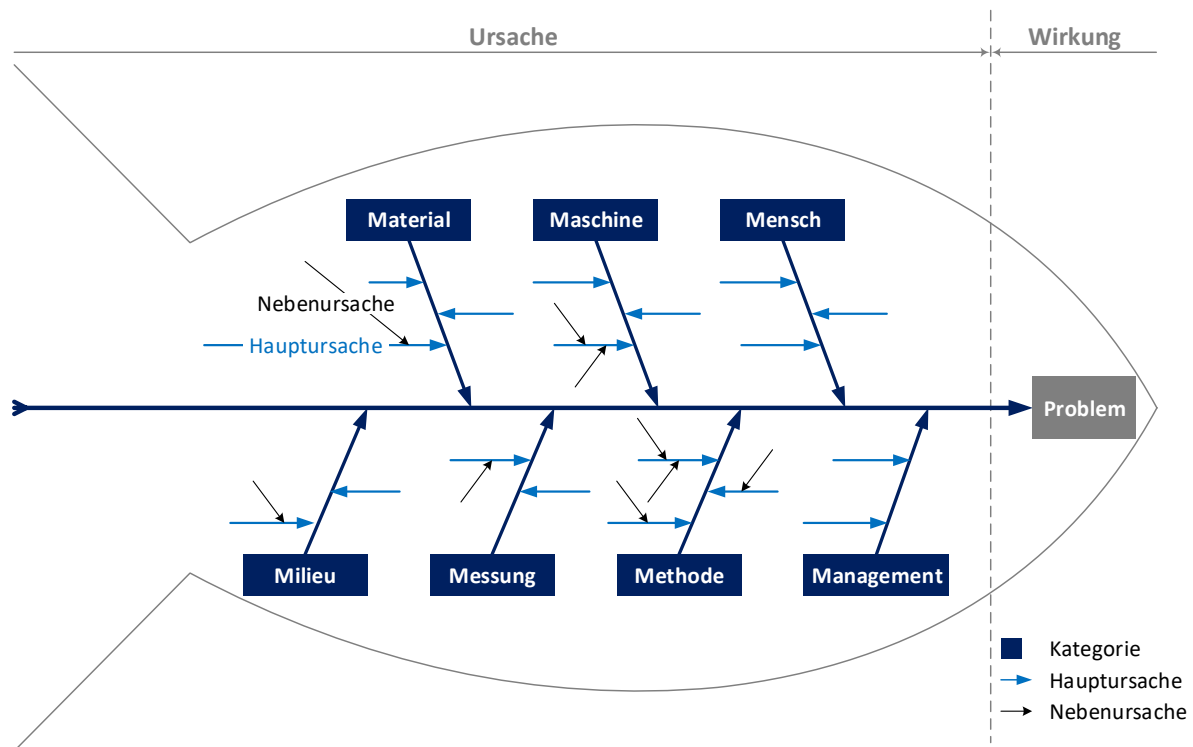 Ursache
Wirkung
Material
Maschine
Mensch
Nebenursache
Hauptursache
Problem
Milieu
Messung
Methode
Management
Kategorie
Hauptursache
Nebenursache